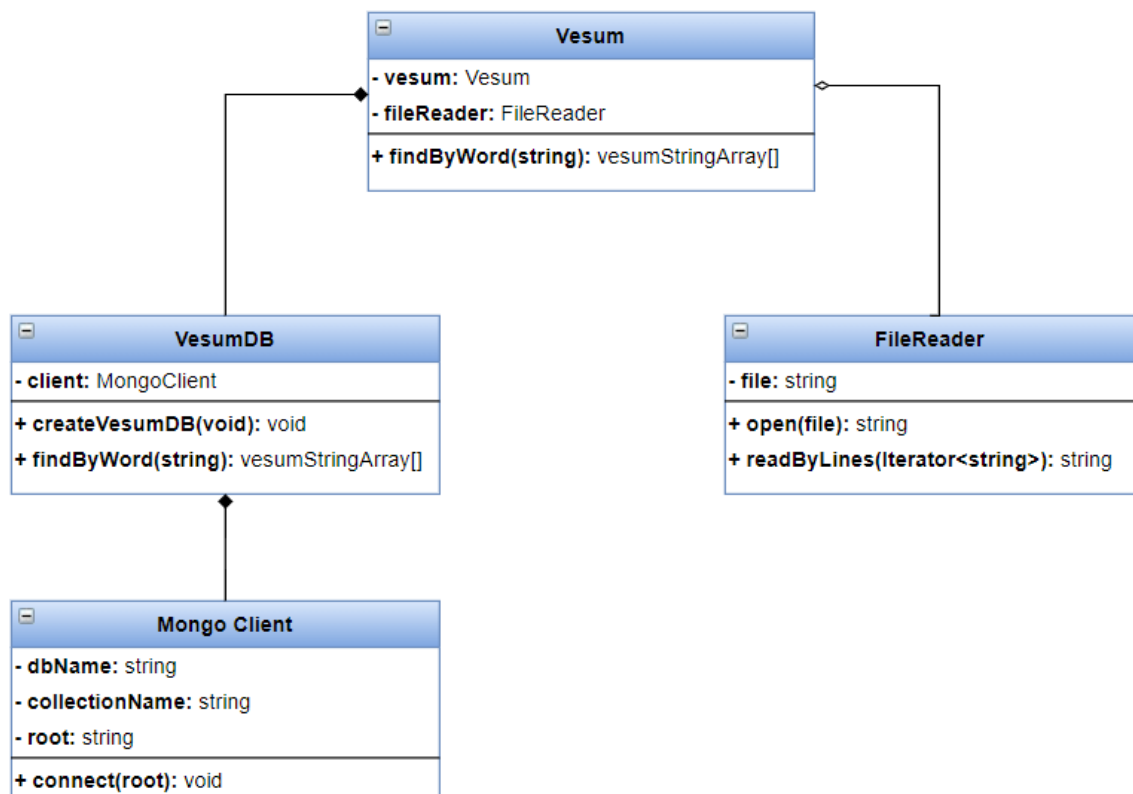 Vesum
- vesum: Vesum
- fileReader: FileReader
+ findByWord(string): vesumStringArray[]
VesumDB
- client: MongoClient
+ createVesumDB(void): void
+ findByWord(string): vesumStringArray[]
FileReader
- file: string
+ open(file): string
+ readByLines(Iterator<string>): string
Mongo Client
- dbName: string
- collectionName: string
- root: string
+ connect(root): void